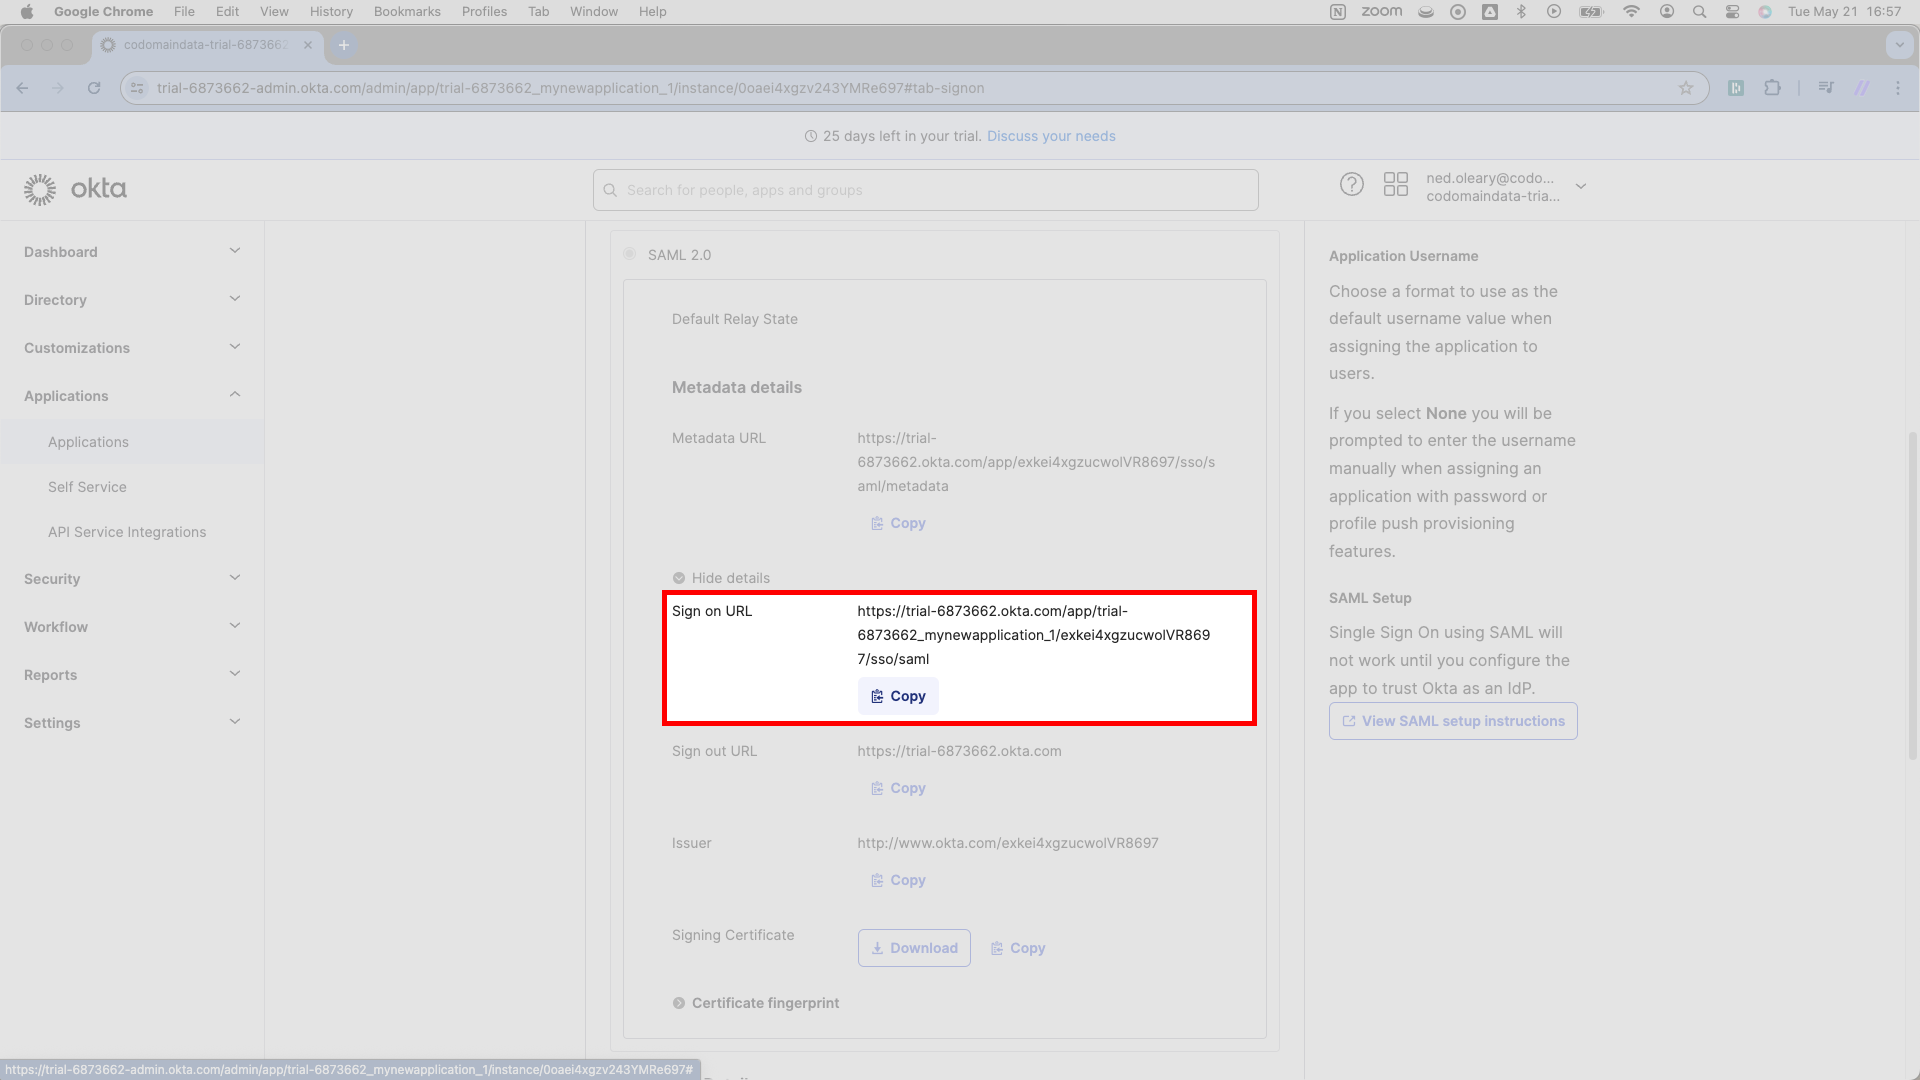 Google Chrome File Edit View History Bookmarks Profiles Tab Window Help zoom Tue May 21 16:57
codomaindata-trial-6873662
trial-6873662-admin.okta.com/admin/app/trial-6873662_mynewapplication_1/instance/0oaei4xgzv243YMRe697#tab-signon
25 days left in your trial. Discuss your needs
okta
Search for people, apps and groups
ned.oleary@codo...
codomaindata-tria...
Dashboard
Directory
Customizations
Applications
Applications
Self Service
API Service Integrations
Security
Workflow
Reports
Settings
SAML 2.0
Default Relay State
Metadata details
Metadata URL
https://trial-
6873662.okta.com/app/exkei4xgzucwolVR8697/sso/s
aml/metadata
Copy
Hide details
Sign on URL
https://trial-6873662.okta.com/app/trial-
6873662_mynewapplication_1/exkei4xgzucwolVR869
7/sso/saml
Copy
Sign out URL
https://trial-6873662.okta.com
Copy
Issuer
http://www.okta.com/exkei4xgzucwolVR8697
Copy
Signing Certificate
Download Copy
Certificate fingerprint
Application Username
Choose a format to use as the
default username value when
assigning the application to
users.
If you select None you will be
prompted to enter the username
manually when assigning an
application with password or
profile push provisioning
features.
SAML Setup
Single Sign On using SAML will
not work until you configure the
app to trust Okta as an IdP.
View SAML setup instructions
https://trial-6873662-admin.okta.com/admin/app/trial-6873662_mynewapplication_1/instance/0oaei4xgzv243YMRe697#